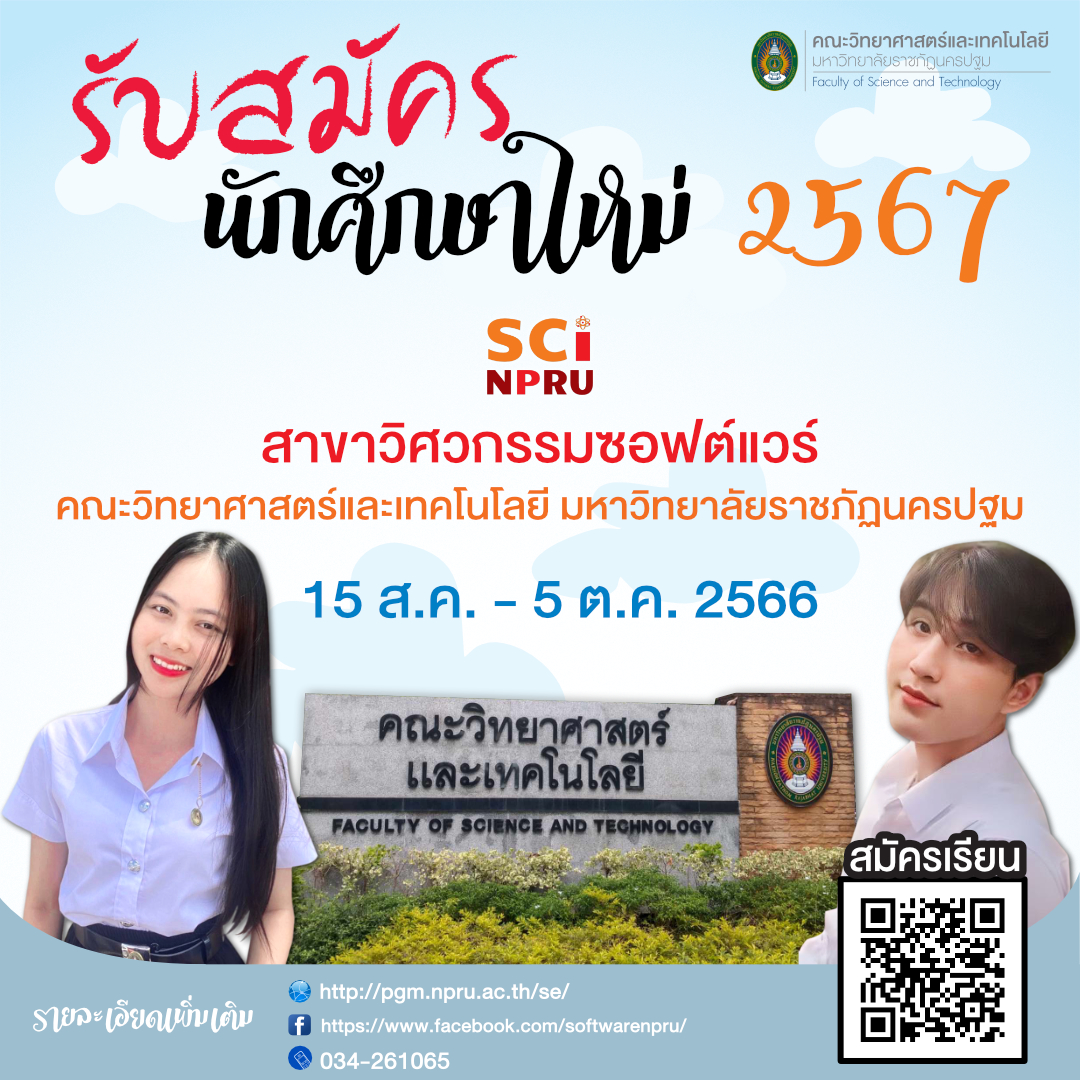 คณะวิทยาศาสตร์และเทคโนโลยี
มหาวิทยาลัยราชภัฏนครปฐม
Faculty of Science and Technology
รับสมัคร
นักศึกษาใหม่ 2567
SCi
NPRU
สาขาวิศวกรรมซอฟต์แวร์
คณะวิทยาศาสตร์และเทคโนโลยี มหาวิทยาลัยราชภัฏนครปฐม
15 ส.ค. - 5 ต.ค. 2566
คณะวิทยาศาสตร์
และเทคโนโลยี
FACULTY OF SCIENCE AND TECHNOLOGY
สมัครเรียน
รายละเอียดเพิ่มเติม
http://pgm.npru.ac.th/se/
https://www.facebook.com/softwarenpru/
034-261065